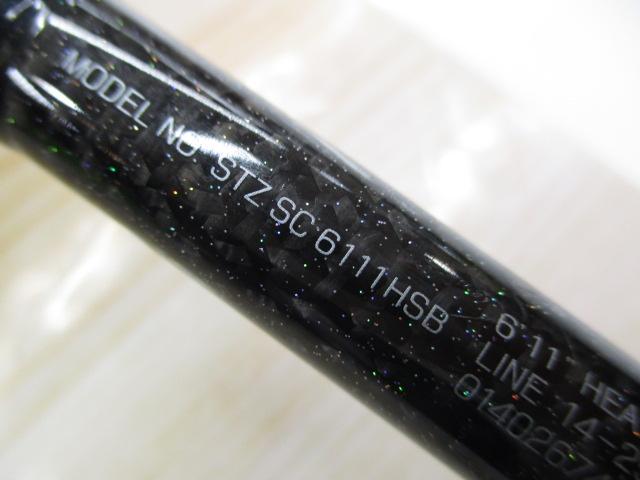 MODEL NO. STZ SC 6111HSB
6'11" HEA
LINE 14-2
0140267